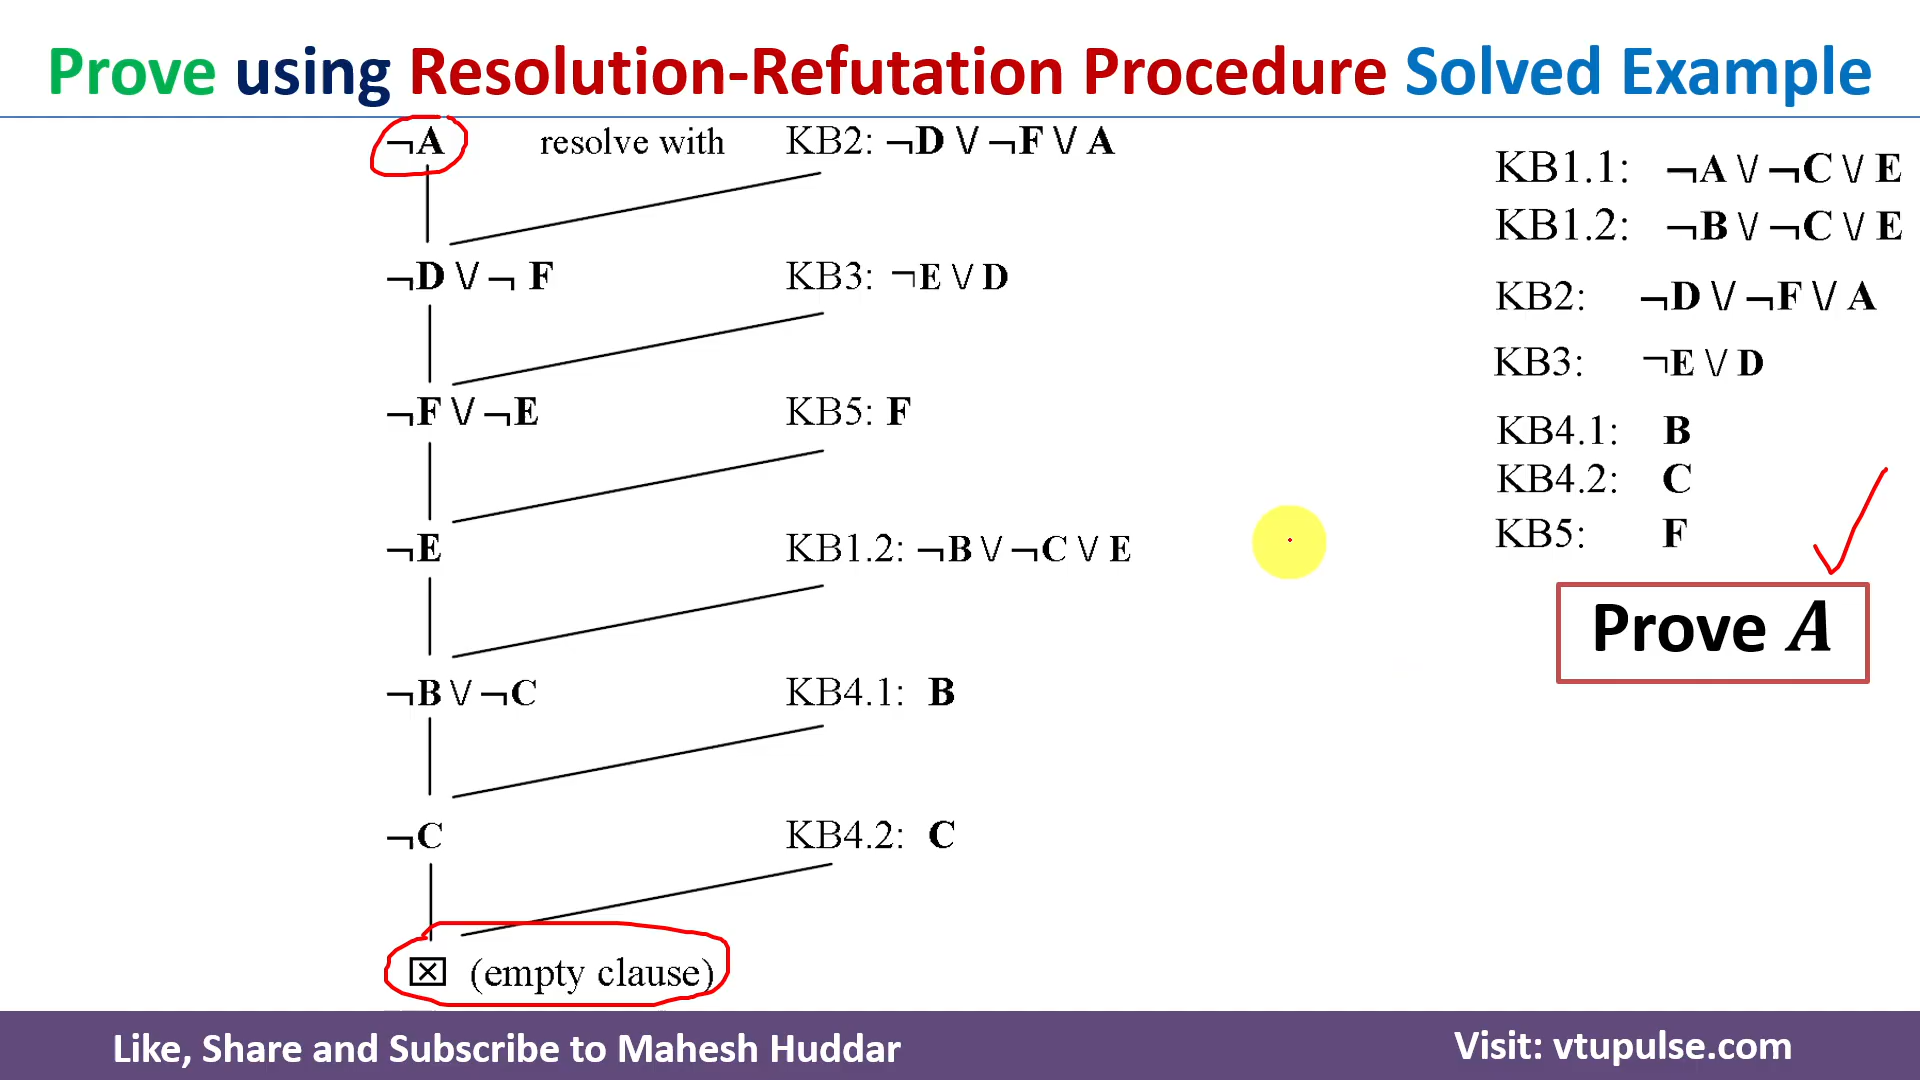 Prove using Resolution-Refutation Procedure Solved Example
¬A resolve with KB2: ¬D \/ ¬F \/ A
¬D \/ ¬ F KB3: ¬E \/ D
¬F \/ ¬E KB5: F
¬E KB1.2: ¬B \/ ¬C \/ E
¬B \/ ¬C KB4.1: B
¬C KB4.2: C
☒ (empty clause)
KB1.1: ¬A \/ ¬C \/ E
KB1.2: ¬B \/ ¬C \/ E
KB2: ¬D \/ ¬F \/ A
KB3: ¬E \/ D
KB4.1: B
KB4.2: C
KB5: F
Prove A
Like, Share and Subscribe to Mahesh Huddar
Visit: vtupulse.com